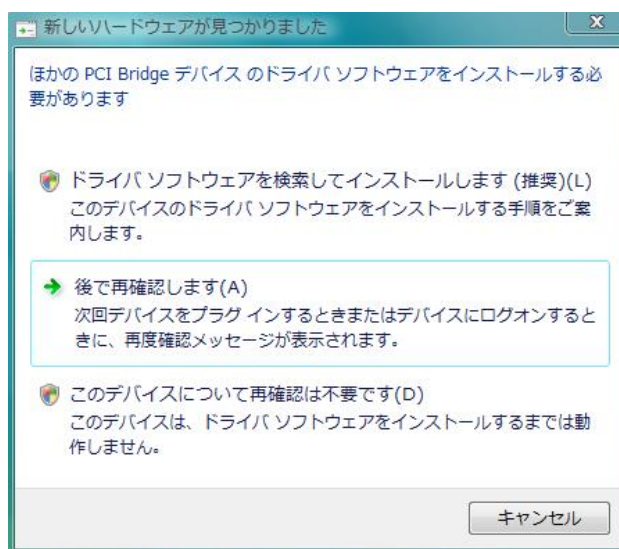 新しいハードウェアが見つかりました
ほかの PCI Bridge デバイス のドライバ ソフトウェアをインストールする必
要があります
ドライバ ソフトウェアを検索してインストールします (推奨)(L)
このデバイスのドライバ ソフトウェアをインストールする手順をご案
内します。
後で再確認します(A)
次回デバイスをプラグ インするときまたはデバイスにログオンすると
きに、再度確認メッセージが表示されます。
このデバイスについて再確認は不要です(D)
このデバイスは、ドライバ ソフトウェアをインストールするまでは動
作しません。
キャンセル